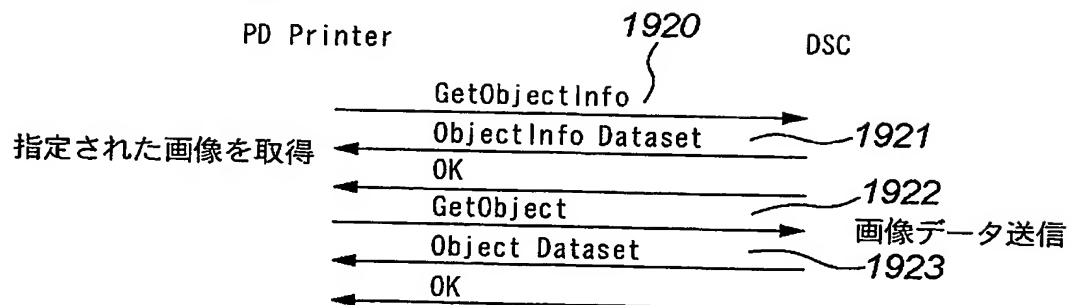 PD Printer 1920 DSC
GetObjectInfo
ObjectInfo Dataset 1921
指定された画像を取得
OK
1922
GetObject
画像データ送信
Object Dataset
1923
OK